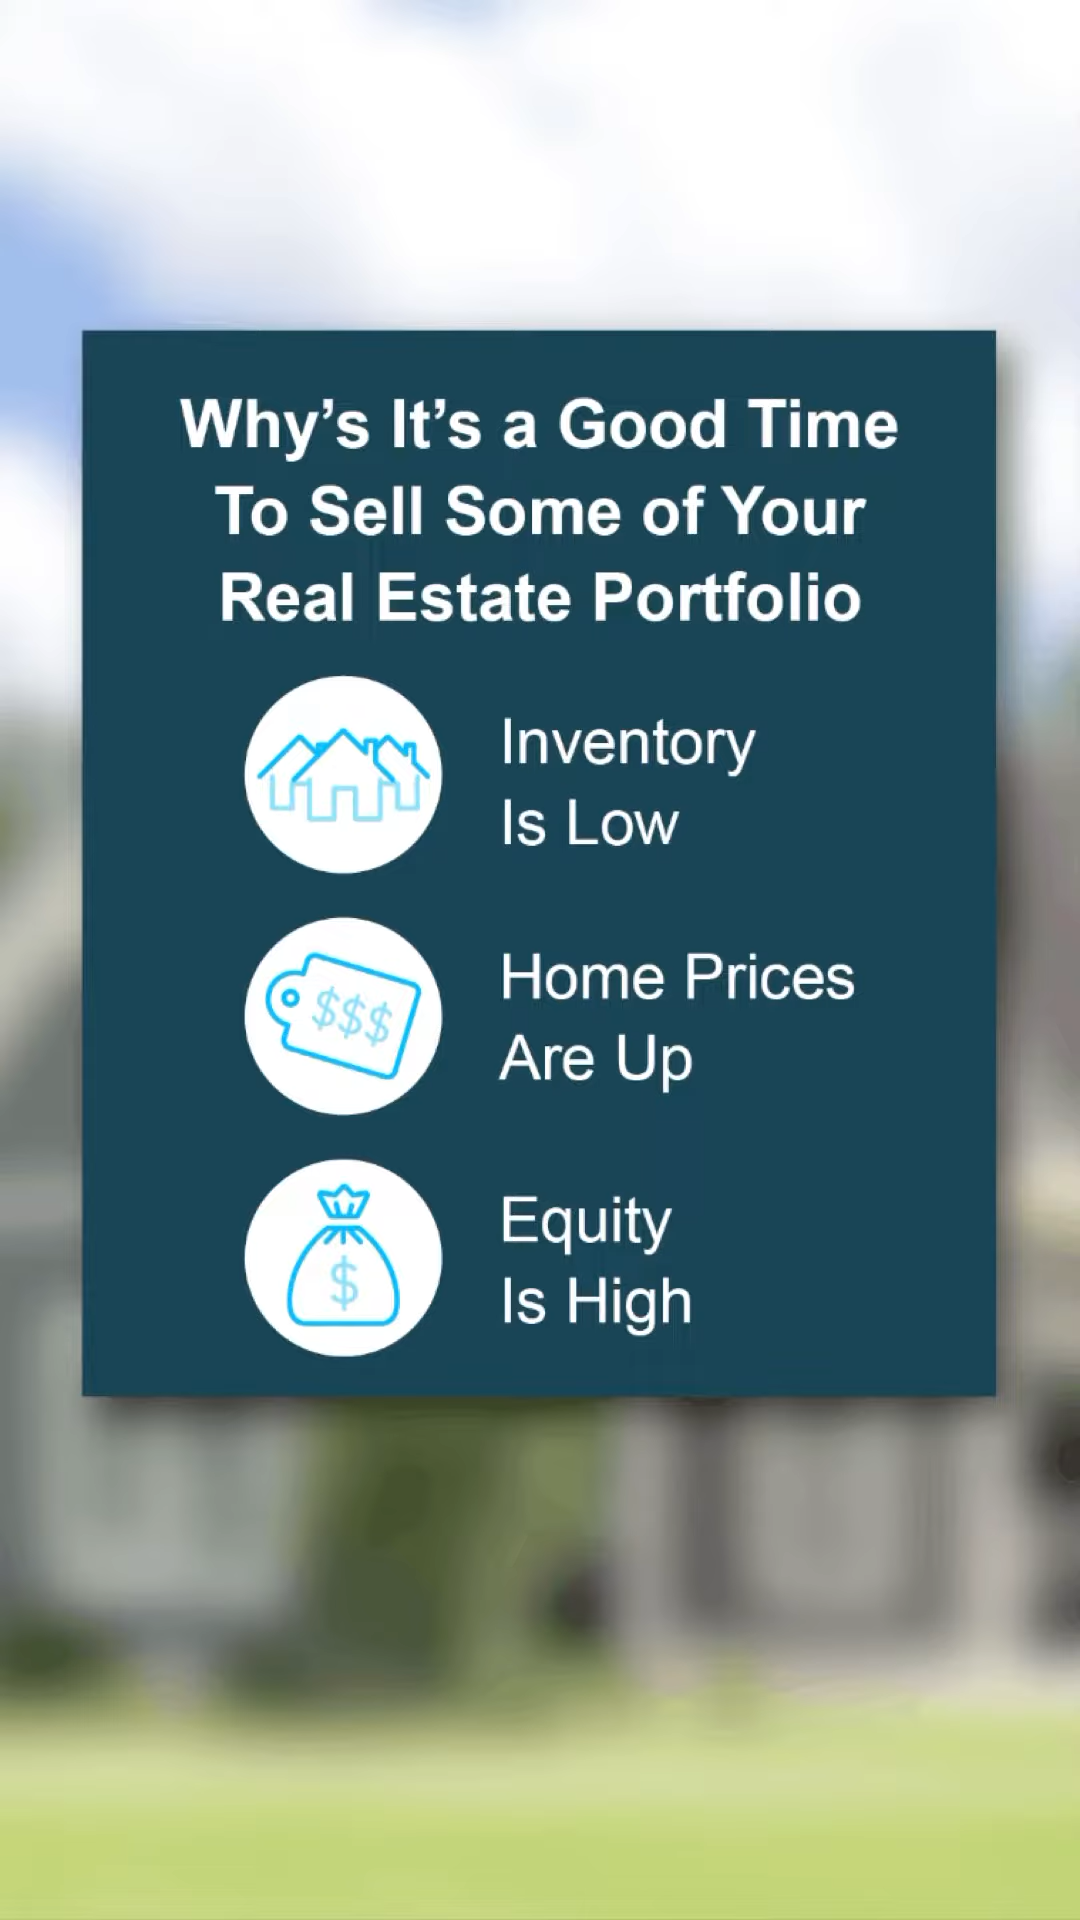 Why’s It’s a Good Time
To Sell Some of Your
Real Estate Portfolio
Inventory
Is Low
$$$
Home Prices
Are Up
$
Equity
Is High